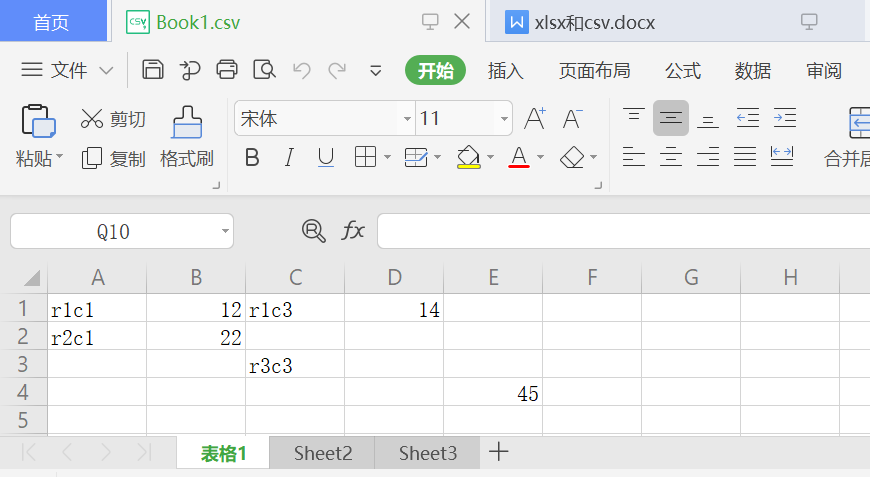 首页 Book1.csv xlsx和csv.docx
文件 开始 插入 页面布局 公式 数据 审阅
剪切 宋体 11 A+ A-
粘贴 复制 格式刷 B I U A 合并居
Q10 fx
A B C D E F G H
1 r1c1 12 r1c3 14
2 r2c1 22
3 r3c3
4 45
5
表格1 Sheet2 Sheet3